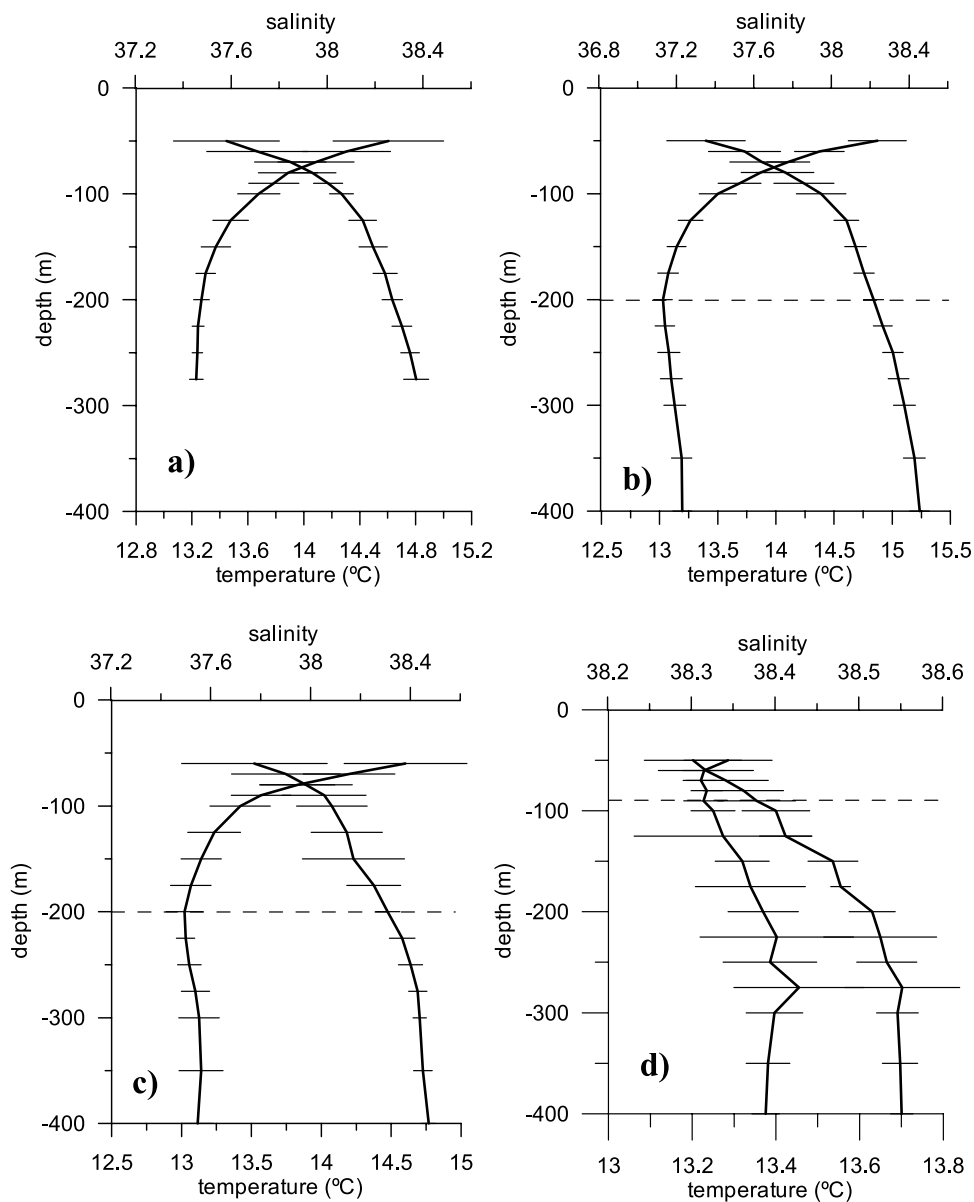 salinity
37.2 37.6 38 38.4
0
-100
-200
-300
-400
depth (m)
a)
12.8 13.2 13.6 14 14.4 14.8 15.2
temperature (ºC)
salinity
36.8 37.2 37.6 38 38.4
0
-100
-200
-300
-400
depth (m)
b)
12.5 13 13.5 14 14.5 15 15.5
temperature (ºC)
salinity
37.2 37.6 38 38.4
0
-100
-200
-300
-400
depth (m)
c)
12.5 13 13.5 14 14.5 15
temperature (ºC)
salinity
38.2 38.3 38.4 38.5 38.6
0
-100
-200
-300
-400
depth (m)
d)
13 13.2 13.4 13.6 13.8
temperature (ºC)